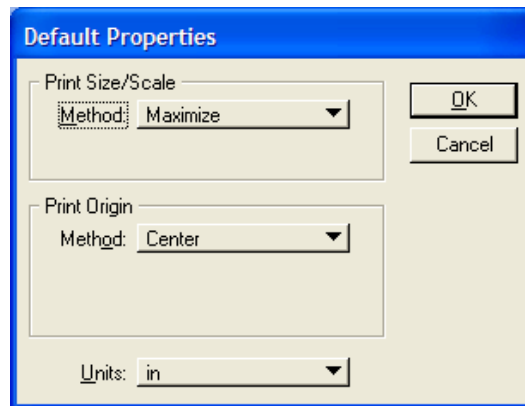 Default Properties
Print Size/Scale
Method: Maximize
OK
Cancel
Print Origin
Method: Center
Units: in